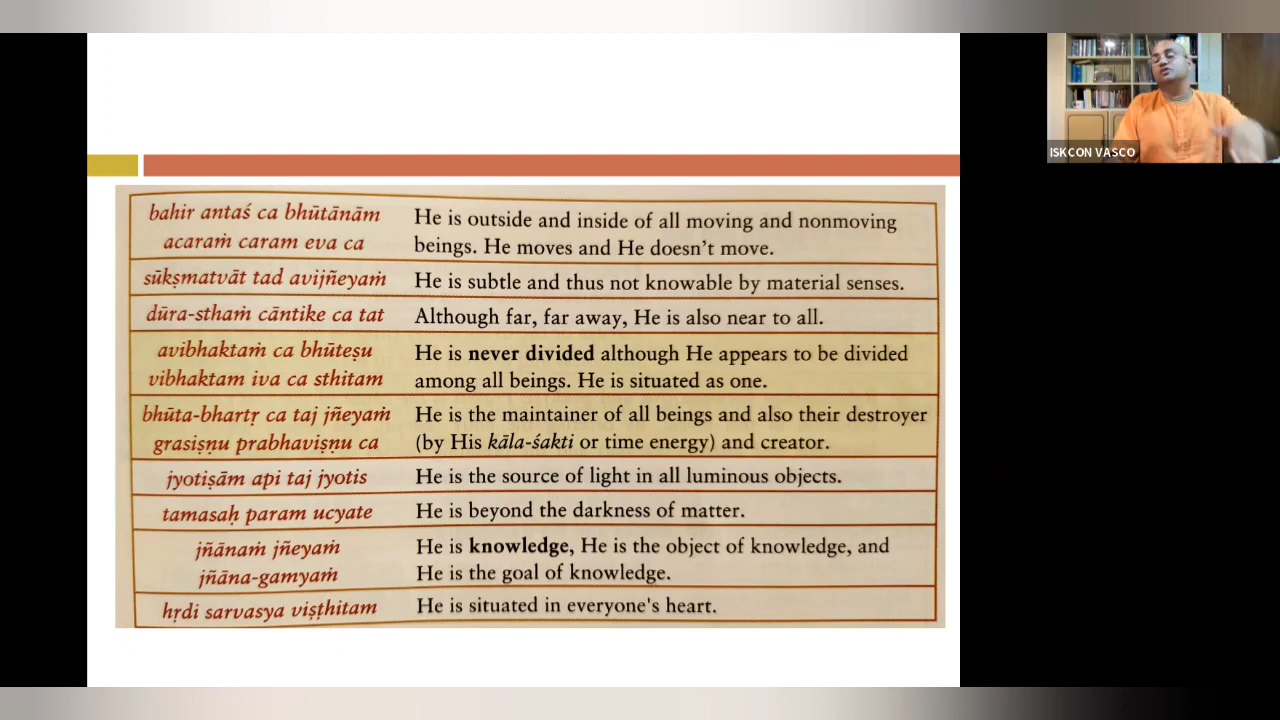 ISKCON VASCO
bahir antaś ca bhūtānām
acaraṁ caram eva ca
He is outside and inside of all moving and nonmoving
beings. He moves and He doesn't move.
sūkṣmatvāt tad avijñeyaṁ
He is subtle and thus not knowable by material senses.
dūra-sthaṁ cāntike ca tat
Although far, far away, He is also near to all.
avibhaktaṁ ca bhūteṣu
vibhaktam iva ca sthitam
He is never divided although He appears to be divided
among all beings. He is situated as one.
bhūta-bhartṛ ca taj jñeyaṁ
grasiṣṇu prabhaviṣṇu ca
He is the maintainer of all beings and also their destroyer
(by His kāla-śakti or time energy) and creator.
jyotiṣām api taj jyotis
He is the source of light in all luminous objects.
tamasaḥ param ucyate
He is beyond the darkness of matter.
jñānaṁ jñeyaṁ
jñāna-gamyaṁ
He is knowledge, He is the object of knowledge, and
He is the goal of knowledge.
hṛdi sarvasya viṣṭhitam
He is situated in everyone's heart.